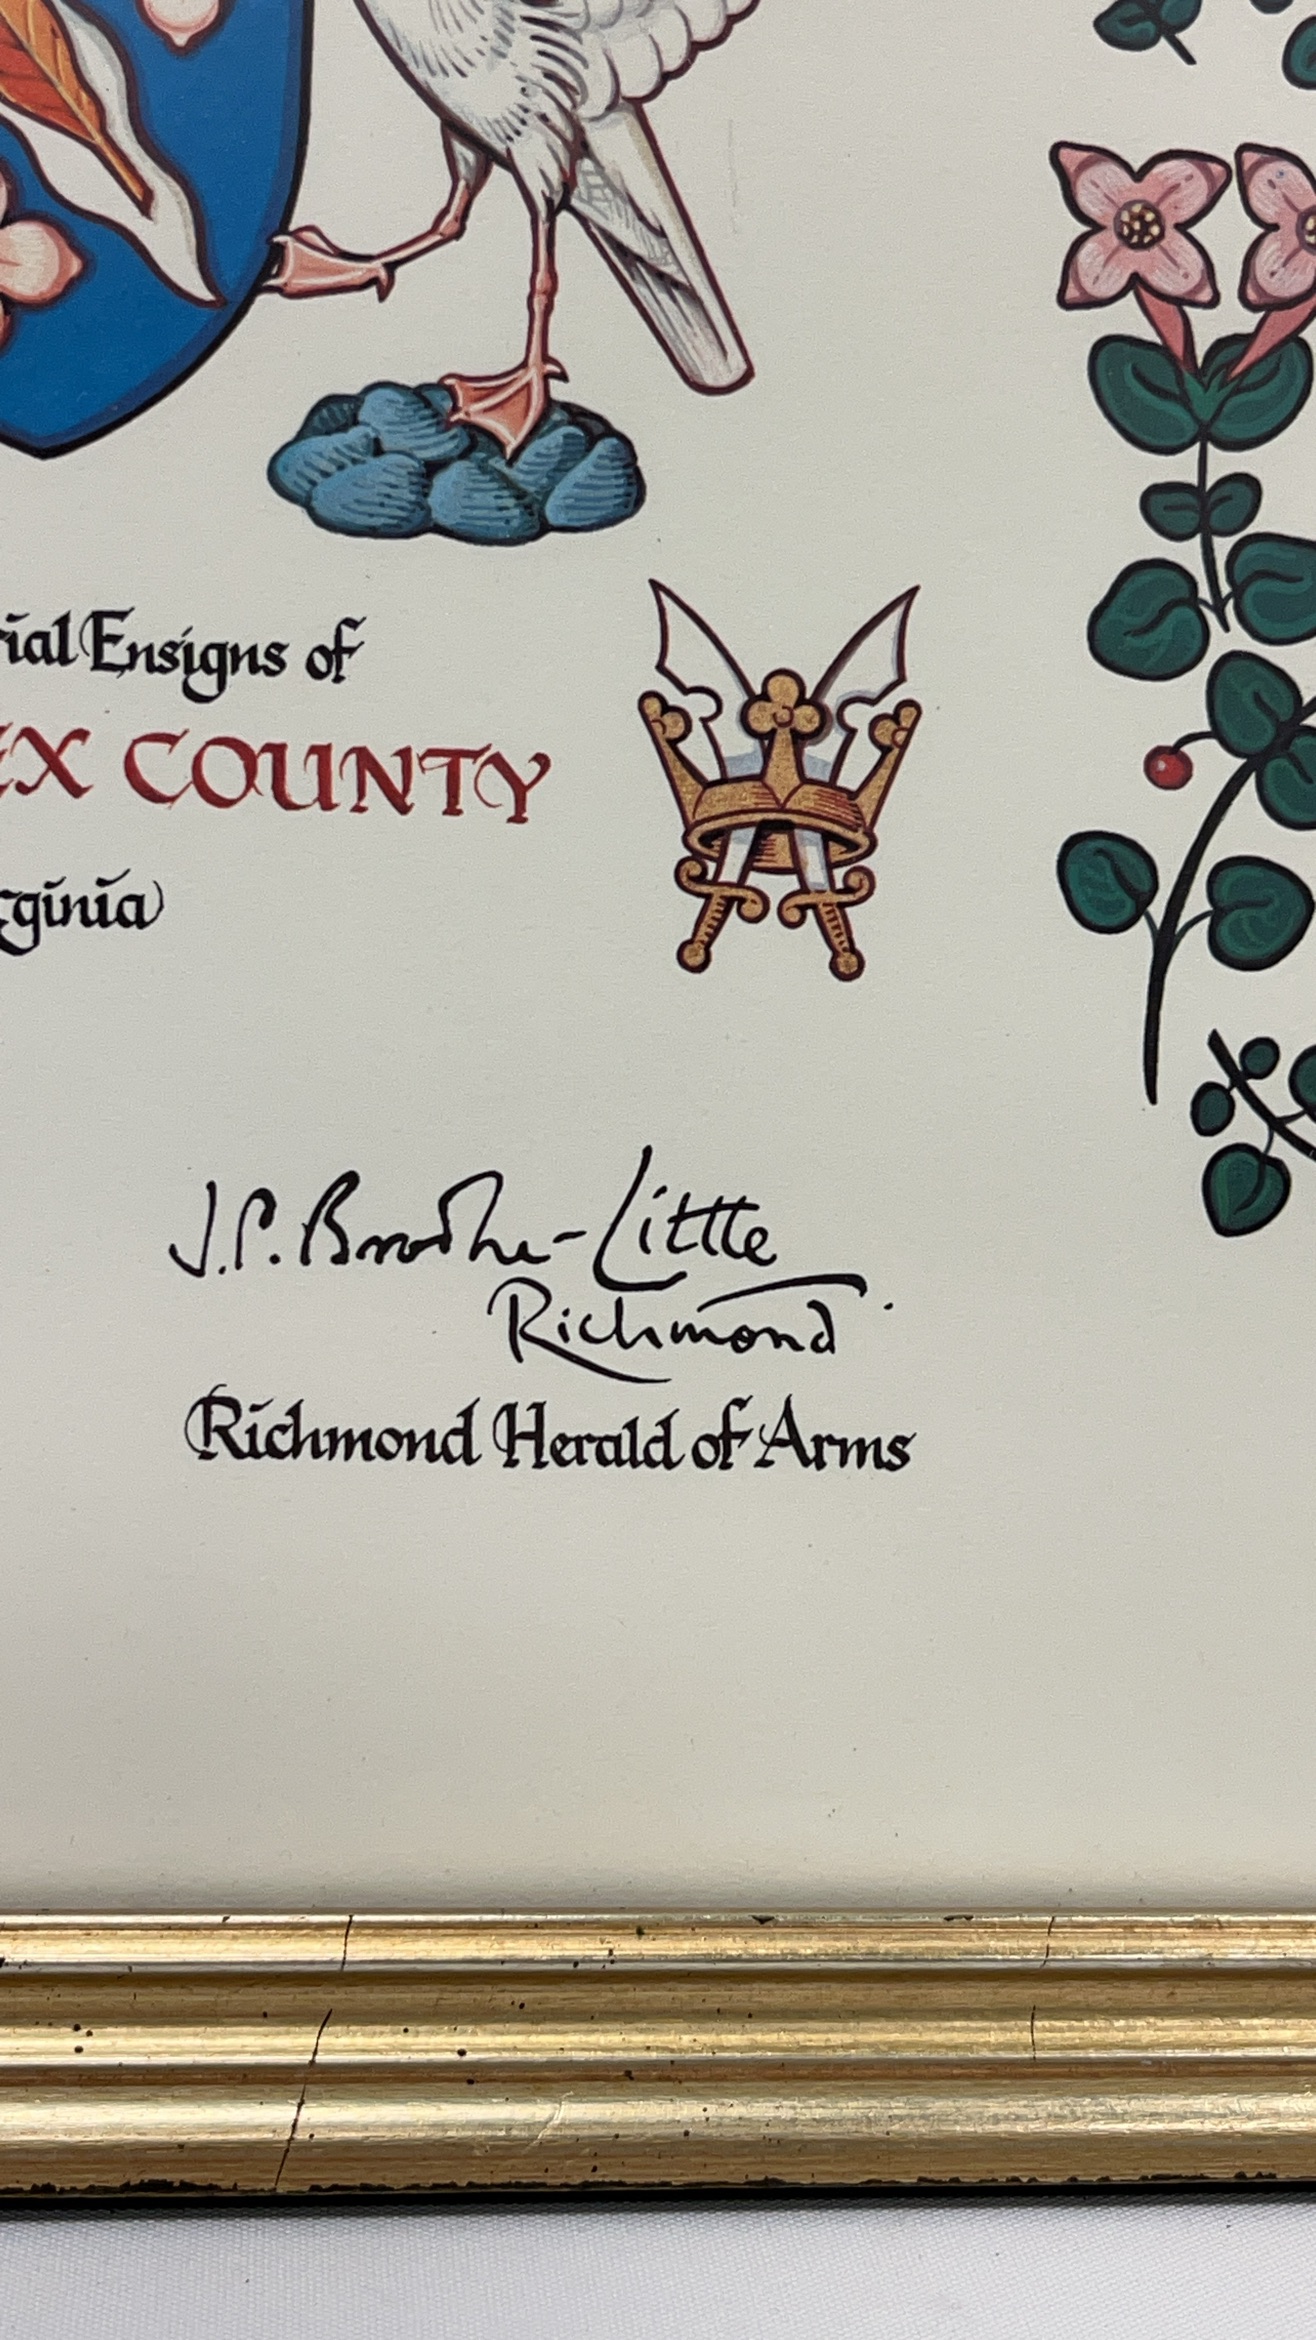 rial Ensigns of
EX COUNTY
rginia
J.P. Brooke-Little
Richmond
Richmond Herald of Arms